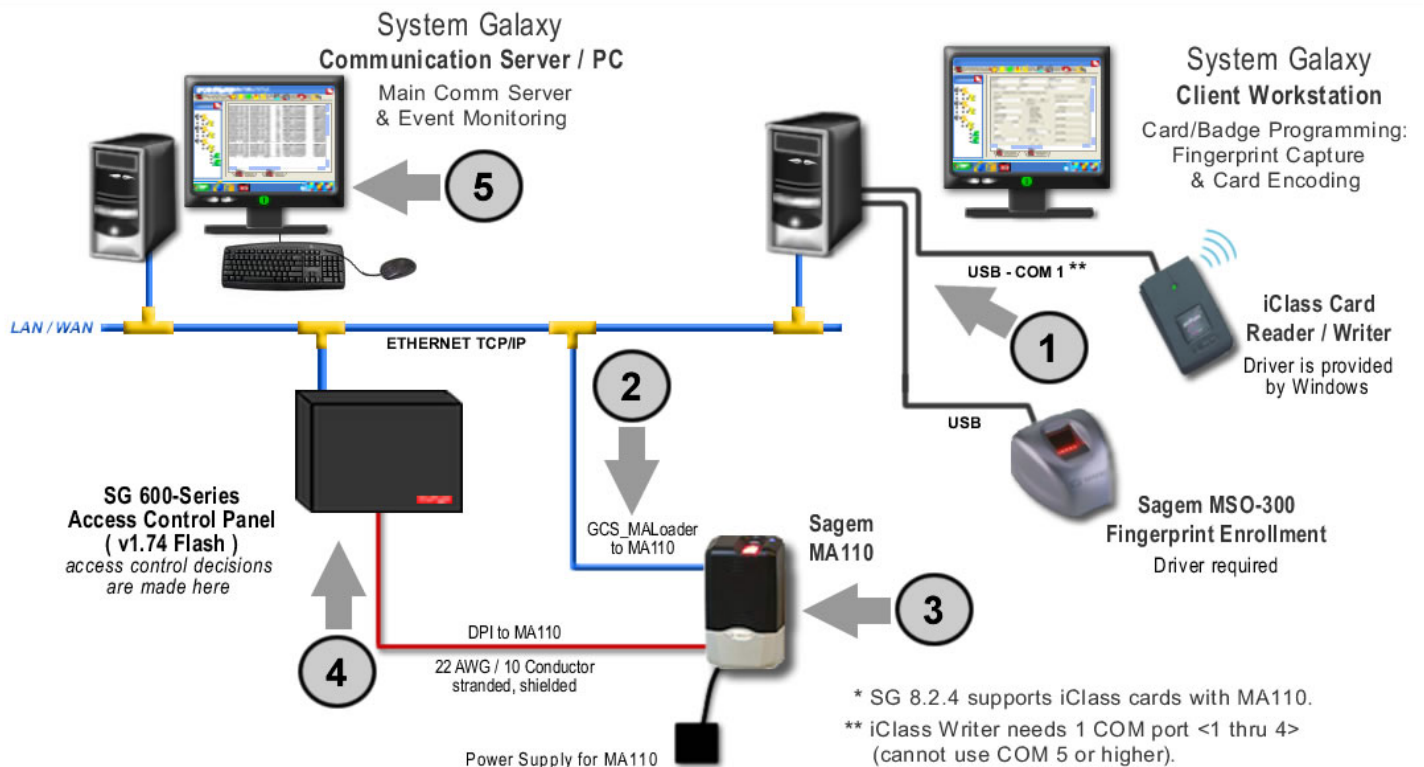 System Galaxy
Communication Server / PC
Main Comm Server
& Event Monitoring
5
System Galaxy
Client Workstation
Card/Badge Programming:
Fingerprint Capture
& Card Encoding
USB - COM 1 **
1
iClass Card
Reader / Writer
Driver is provided
by Windows
LAN / WAN
ETHERNET TCP/IP
2
USB
SG 600-Series
Access Control Panel
( v1.74 Flash )
access control decisions
are made here
GCS_MALoader
to MA110
Sagem
MA110
Sagem MSO-300
Fingerprint Enrollment
Driver required
3
4
DPI to MA110
22 AWG / 10 Conductor
stranded, shielded
Power Supply for MA110
* SG 8.2.4 supports iClass cards with MA110.
** iClass Writer needs 1 COM port <1 thru 4>
(cannot use COM 5 or higher).